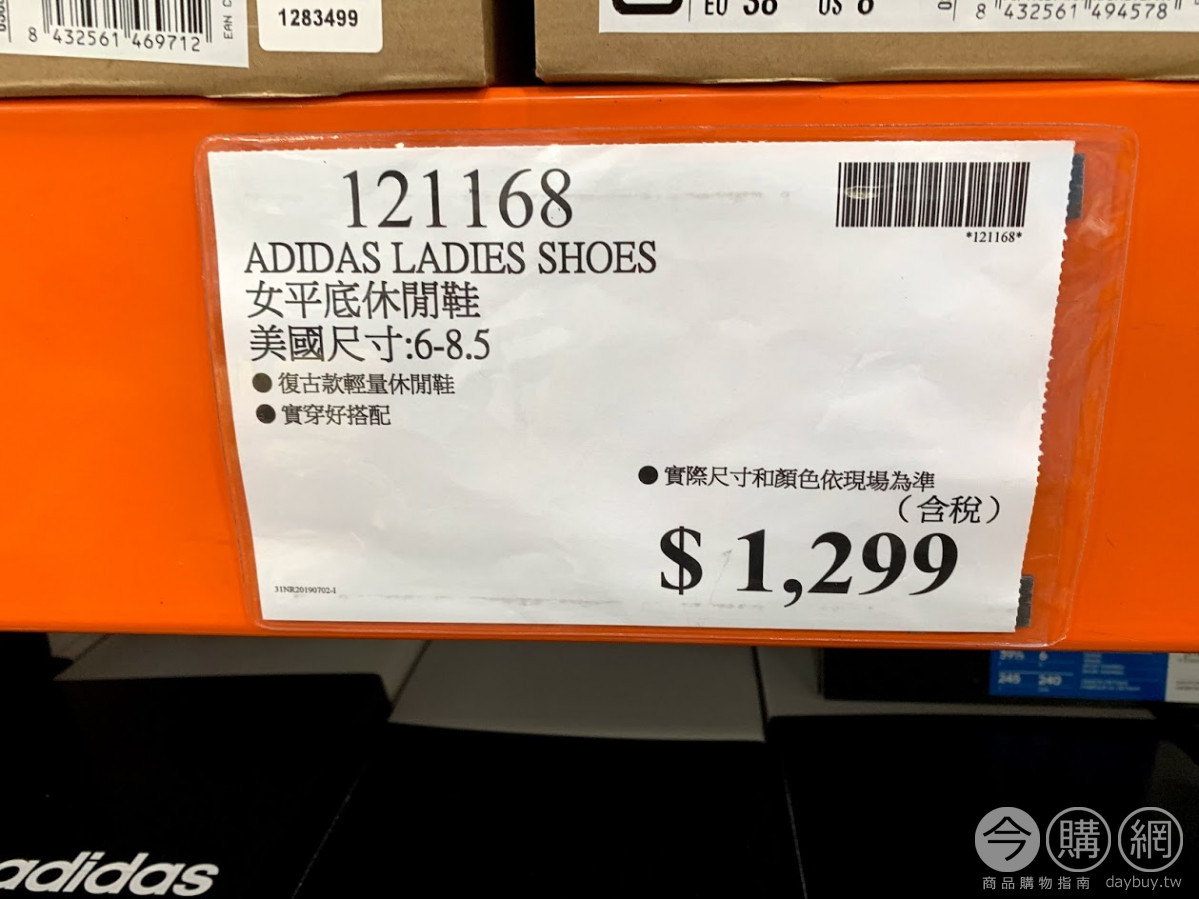 1283499
8 432561 469712
EAN
EU 38
US 8
8 432561 494578
121168
*121168*
ADIDAS LADIES SHOES
女平底休閒鞋
美國尺寸:6-8.5
● 復古款輕量休閒鞋
● 實穿好搭配
● 實際尺寸和顏色依現場為準
（含稅）
$ 1,299
31NR20190702-1
245 240
adidas
今購網
商品購物指南 daybuy.tw